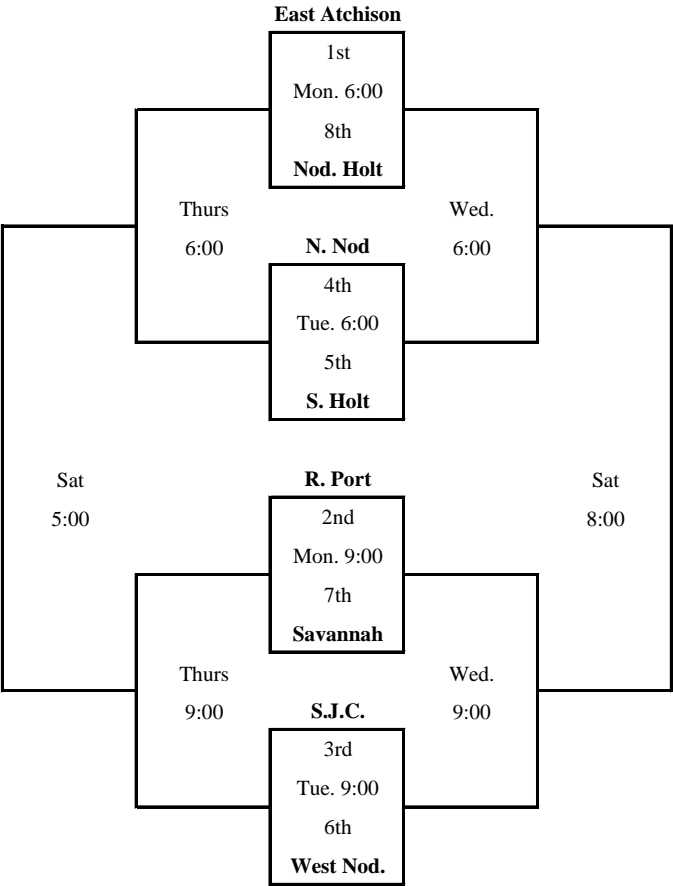 East Atchison
1st
Mon. 6:00
8th
Nod. Holt
Thurs
6:00
Wed.
6:00
N. Nod
4th
Tue. 6:00
5th
S. Holt
Sat
5:00
Sat
8:00
R. Port
2nd
Mon. 9:00
7th
Savannah
Thurs
9:00
Wed.
9:00
S.J.C.
3rd
Tue. 9:00
6th
West Nod.